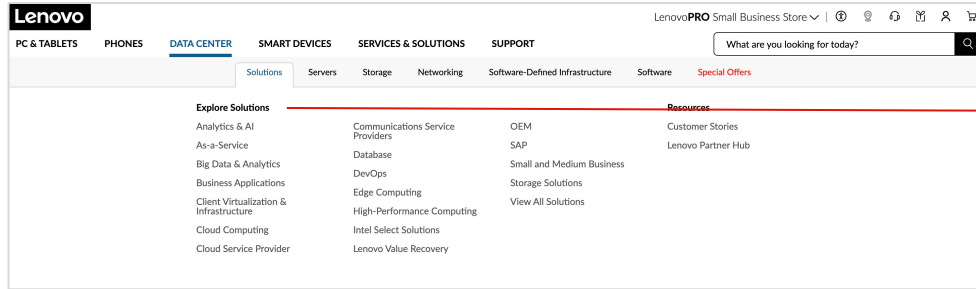 Lenovo
LenovoPRO Small Business Store
PC & TABLETS PHONES DATA CENTER SMART DEVICES SERVICES & SOLUTIONS SUPPORT
What are you looking for today?
Solutions Servers Storage Networking Software-Defined Infrastructure Software Special Offers
Explore Solutions
Analytics & AI
As-a-Service
Big Data & Analytics
Business Applications
Client Virtualization &
Infrastructure
Cloud Computing
Cloud Service Provider
Communications Service
Providers
Database
DevOps
Edge Computing
High-Performance Computing
Intel Select Solutions
Lenovo Value Recovery
OEM
SAP
Small and Medium Business
Storage Solutions
View All Solutions
Resources
Customer Stories
Lenovo Partner Hub